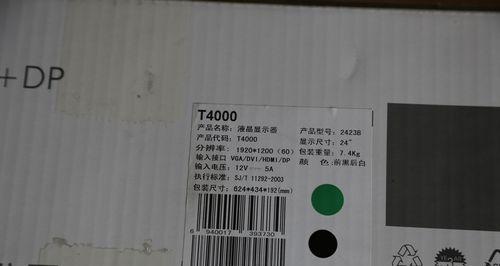 +DP
T4000
产品名称：液晶显示器 产品型号：2423B
产品代码：T4000 显示尺寸：24"
分辨率：1920*1200（60） 包装重量：7.4Kg
输入接口 VGA/DVI/HDMI/DP 颜 色：前黑后白
输入电压：12V⎓5A
执行标准：SJ/T 11292-2003
包装尺寸：624*434*192(mm)
6 940017 393730